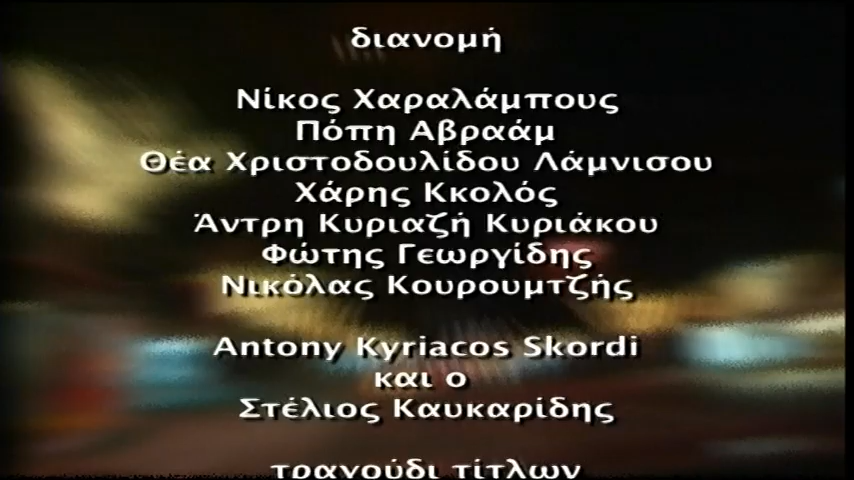 διανομή
Νίκος Χαραλάμπους
Πόπη Αβραάμ
Θέα Χριστοδουλίδου Λάμνισου
Χάρης Κκολός
Άντρη Κυριαζή Κυριάκου
Φώτης Γεωργίδης
Νικόλας Κουρουμτζής
Antony Kyriacos Skordi
και ο
Στέλιος Καυκαρίδης
τραγούδι τίτλων